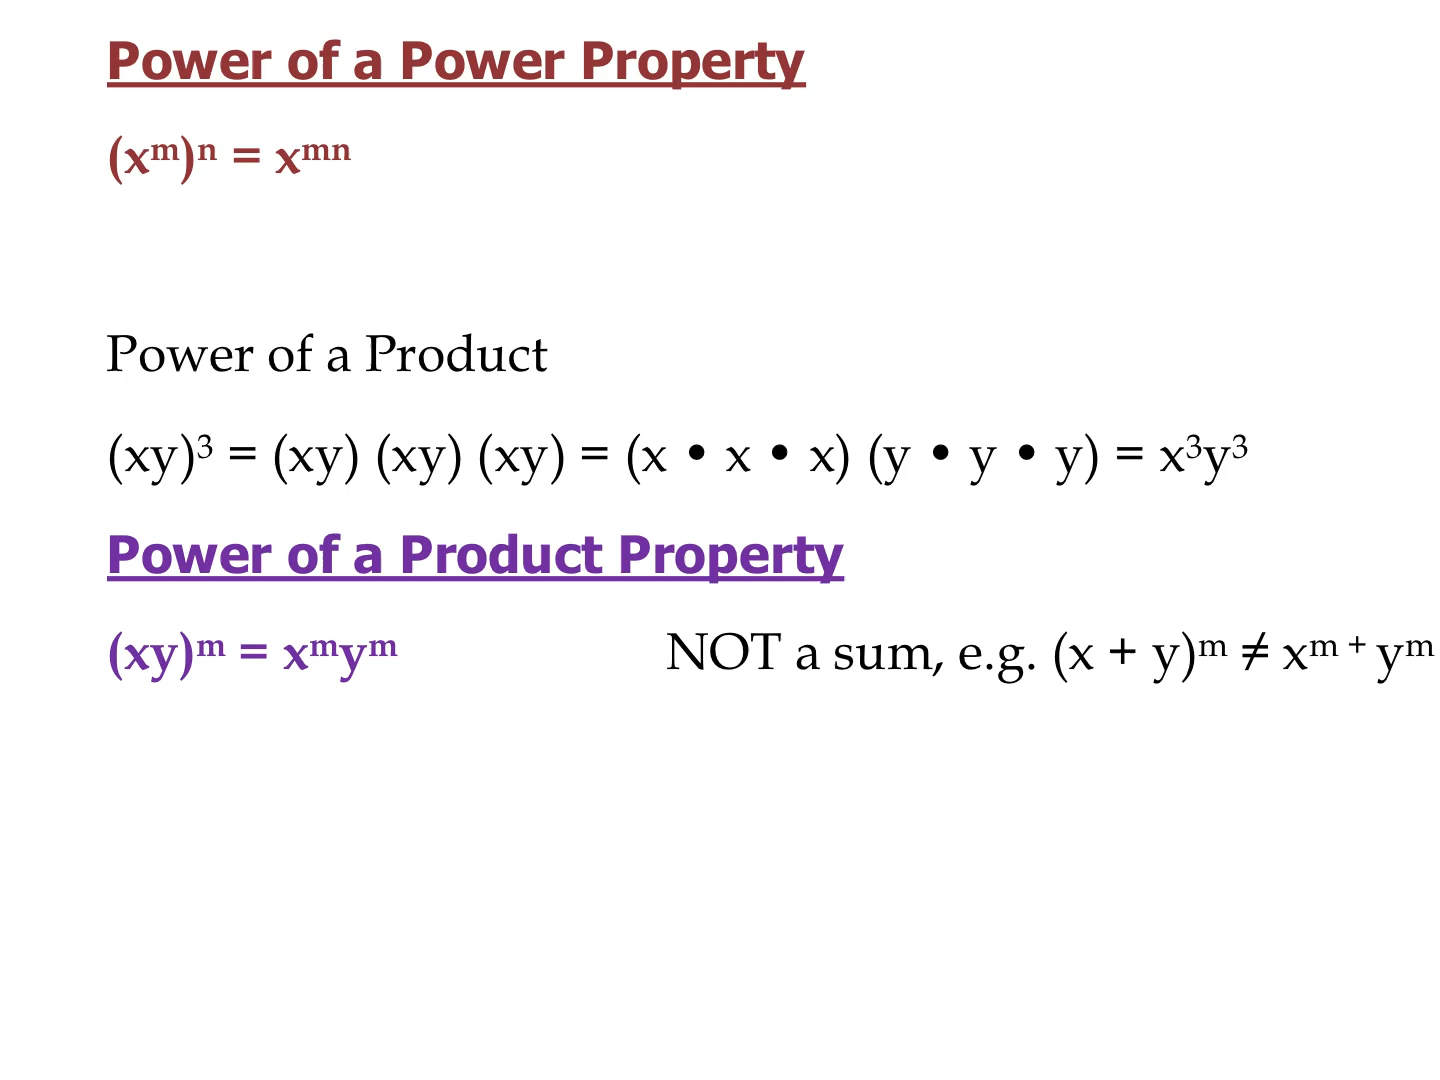 Power of a Power Property
(xᵐ)ⁿ = xᵐⁿ
Power of a Product
(xy)³ = (xy) (xy) (xy) = (x • x • x) (y • y • y) = x³y³
Power of a Product Property
(xy)ᵐ = xᵐyᵐ NOT a sum, e.g. (x + y)ᵐ ≠ xᵐ ⁺ yᵐ